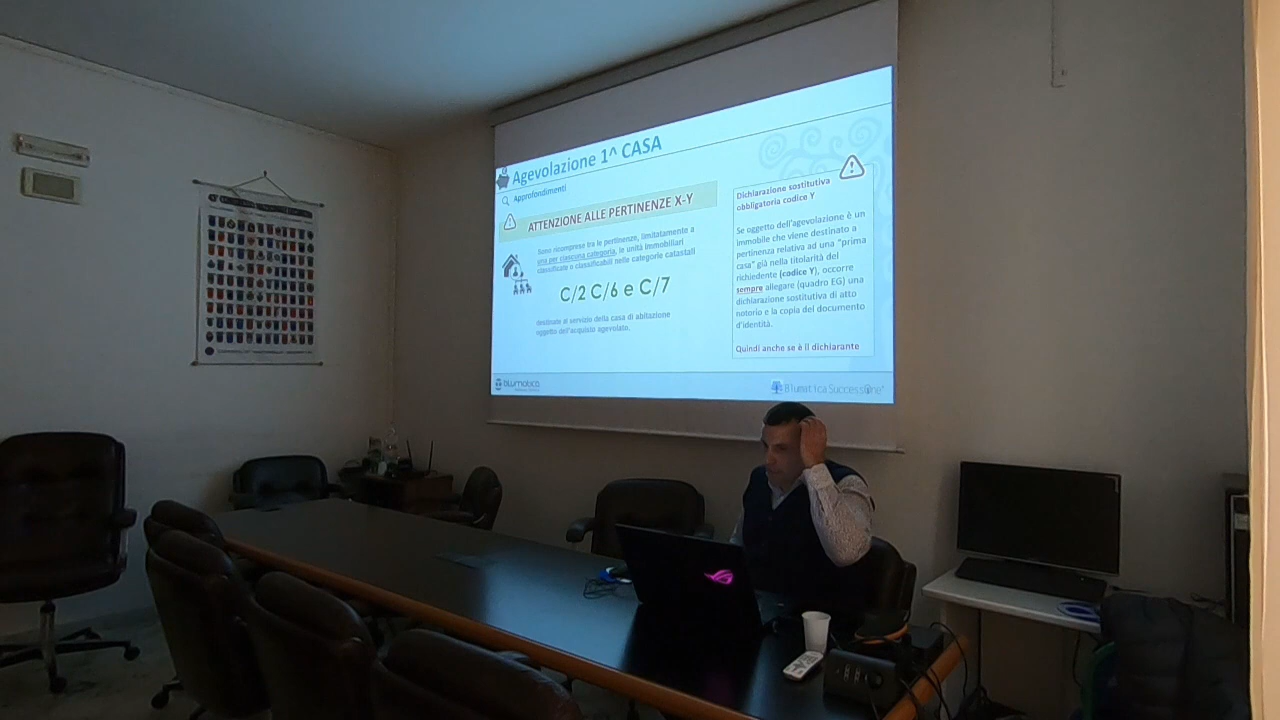 Agevolazione 1^ CASA
Approfondimenti
ATTENZIONE ALLE PERTINENZE X-Y
Sono ricomprese tra le pertinenze, limitatamente a
una per ciascuna categoria, le unità immobiliari
classificate o classificabili nelle categorie catastali
C/2 C/6 e C/7
destinate al servizio della casa di abitazione
oggetto dell'acquisto agevolato.
Dichiarazione sostitutiva
obbligatoria codice Y
Se oggetto dell'agevolazione è un
immobile che viene destinato a
pertinenza relativa ad una "prima
casa" già nella titolarità del
richiedente (codice Y), occorre
sempre allegare (quadro EG) una
dichiarazione sostitutiva di atto
notorio e la copia del documento
d'identità.
Quindi anche se è il dichiarante
blumatica
Blumatica SuccessOne